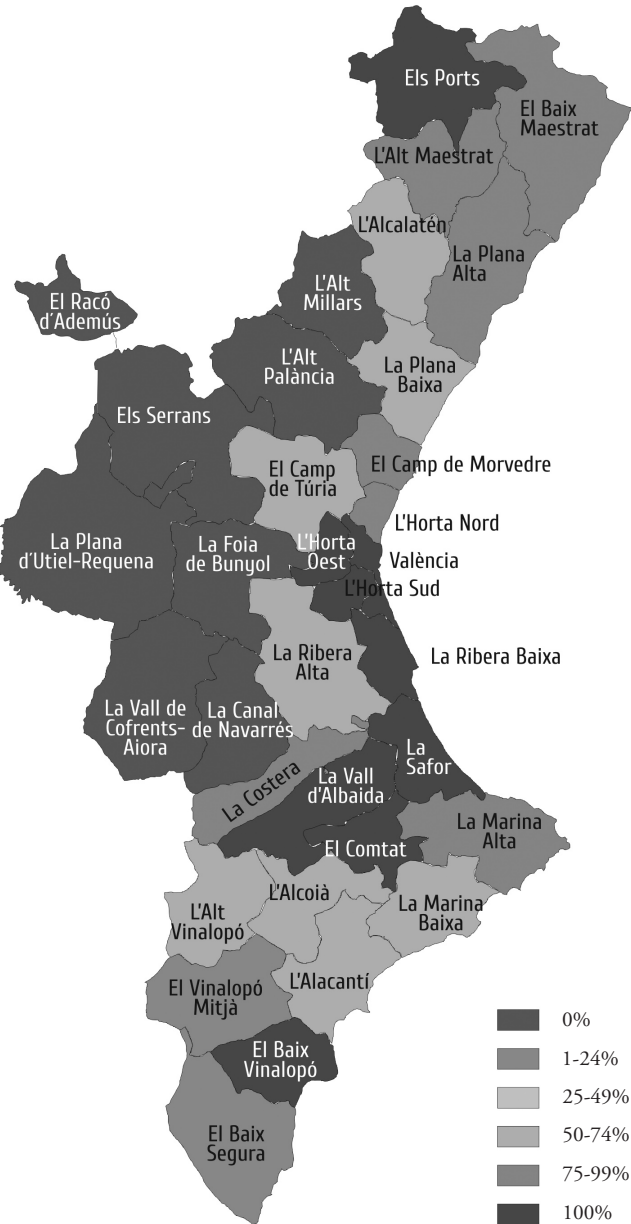 Els Ports
El Baix
Maestrat
L'Alt Maestrat
L'Alcalatén
La Plana
Alta
L'Alt
Millars
El Racó
d´Ademús
L'Alt
Palància
La Plana
Baixa
Els Serrans
El Camp
de Túria
El Camp de Morvedre
L'Horta Nord
La Plana
d´Utiel-Requena
La Foia
de Bunyol
L'Horta
Oest
València
L'Horta Sud
La Ribera
Alta
La Ribera Baixa
La Vall de
Cofrents-
Aiora
La Canal
de Navarrés
La
Safor
La Costera
La Vall
d'Albaida
La Marina
Alta
El Comtat
L'Alcoià
La Marina
Baixa
L'Alt
Vinalopó
L'Alacantí
El Vinalopó
Mitjà
El Baix
Vinalopó
El Baix
Segura
0%
1-24%
25-49%
50-74%
75-99%
100%